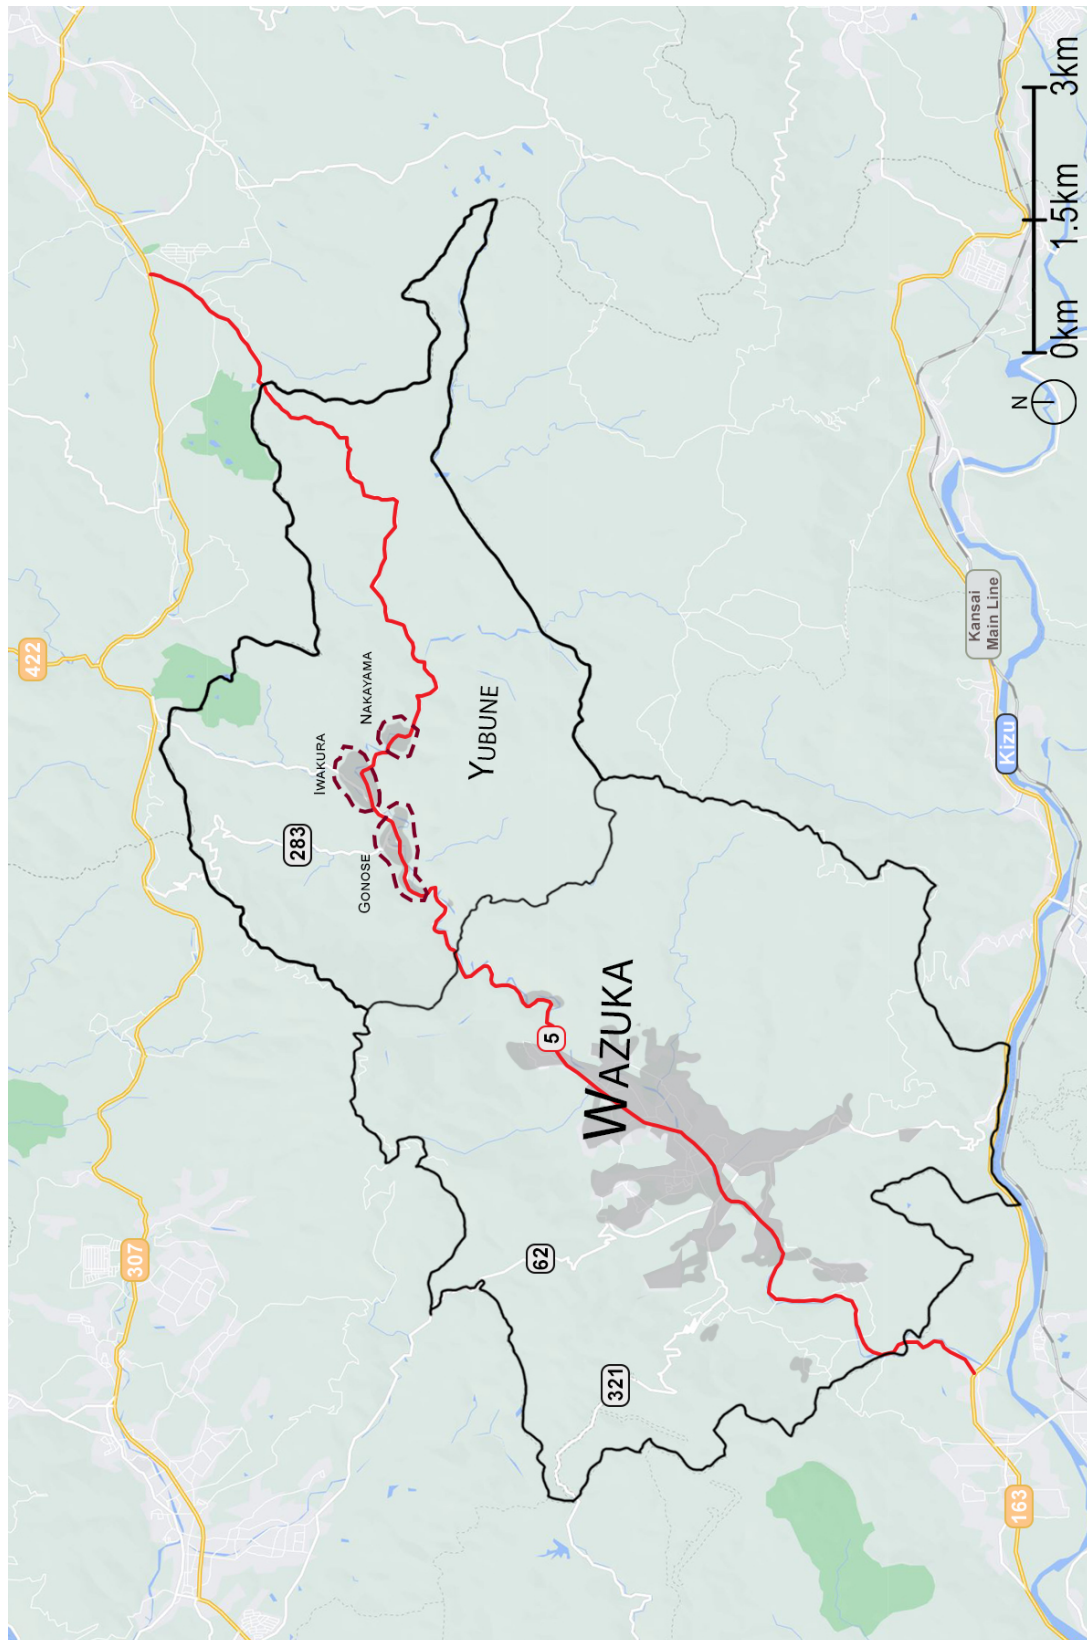 422
307
IWAKURA
NAKAYAMA
283
GONOSE
YUBUNE
5
WAZUKA
62
321
Kansai
Main Line
Kizu
163
N
0km
1.5km
3km